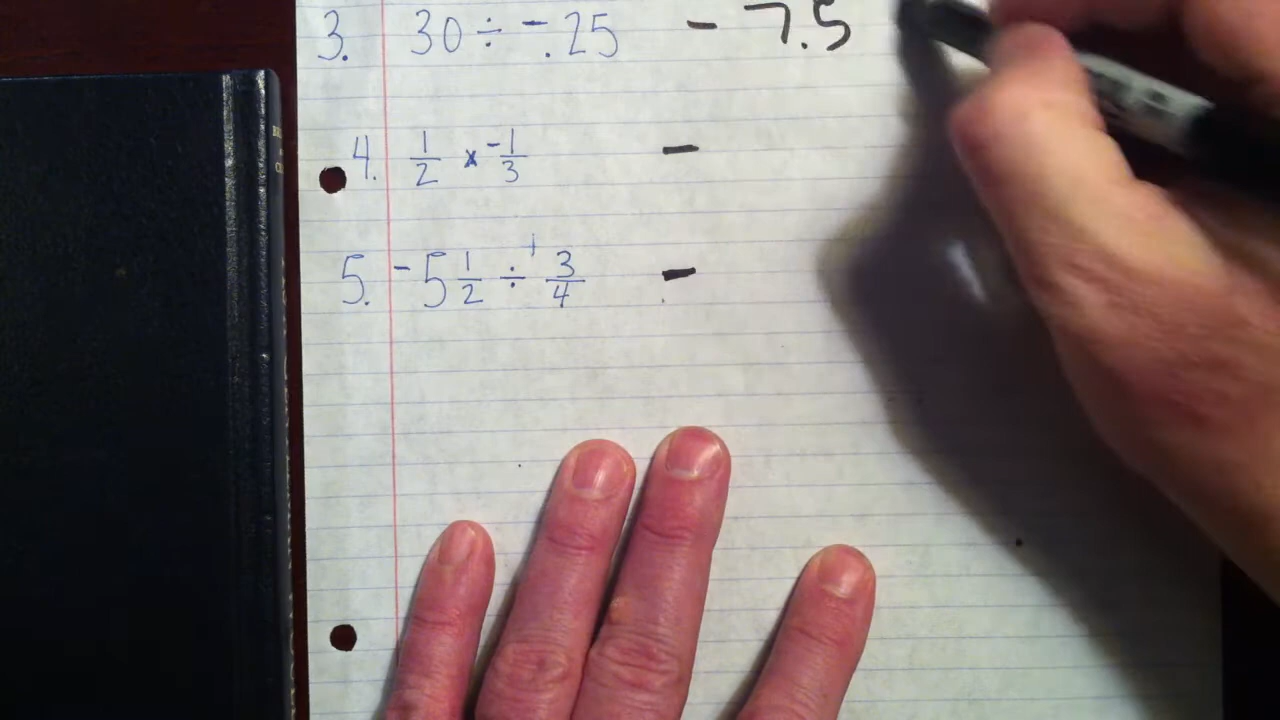 3. 30 ÷ -.25 - 7.5
4. 1/2 × -1/3 -
5. -5 1/2 ÷ +3/4 -